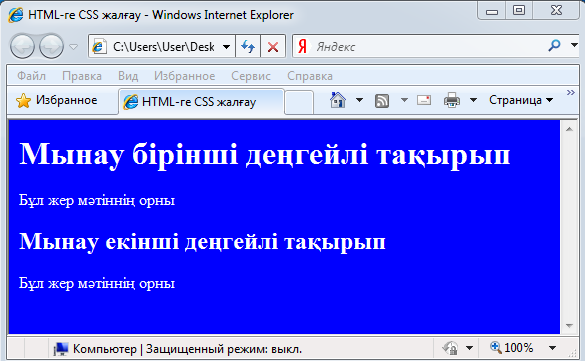 HTML-ге CSS жалғау - Windows Internet Explorer
C:\Users\User\Desk
Я Яндекс
Файл Правка Вид Избранное Сервис Справка
Избранное HTML-ге CSS жалғау Страница »
Мынау бірінші деңгейлі тақырып
Бұл жер мәтіннің орны
Мынау екінші деңгейлі тақырып
Бұл жер мәтіннің орны
Компьютер | Защищенный режим: выкл. 100%